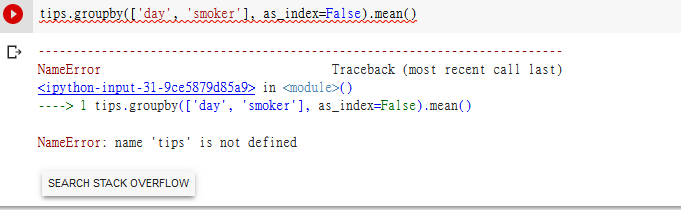 tips.groupby(['day', 'smoker'], as_index=False).mean()
---------------------------------------------------------------------------
NameError                                 Traceback (most recent call last)
<ipython-input-31-9ce5879d85a9> in <module>()
----> 1 tips.groupby(['day', 'smoker'], as_index=False).mean()
NameError: name 'tips' is not defined
SEARCH STACK OVERFLOW